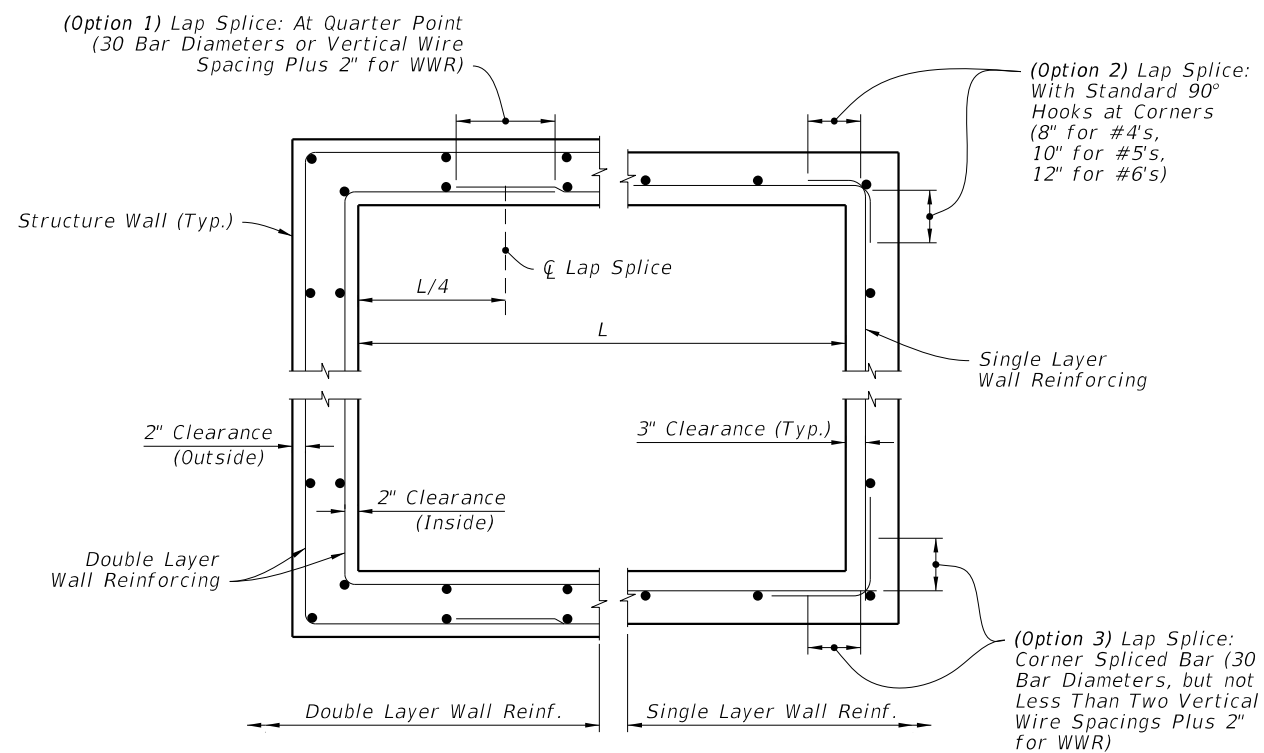 (Option 1) Lap Splice: At Quarter Point
(30 Bar Diameters or Vertical Wire
Spacing Plus 2" for WWR)
(Option 2) Lap Splice:
With Standard 90°
Hooks at Corners
(8" for #4's,
10" for #5's,
12" for #6's)
Structure Wall (Typ.)
℄ Lap Splice
L/4
L
Single Layer
Wall Reinforcing
2" Clearance
(Outside)
3" Clearance (Typ.)
2" Clearance
(Inside)
Double Layer
Wall Reinforcing
(Option 3) Lap Splice:
Corner Spliced Bar (30
Bar Diameters, but not
Less Than Two Vertical
Wire Spacings Plus 2"
for WWR)
Double Layer Wall Reinf.
Single Layer Wall Reinf.